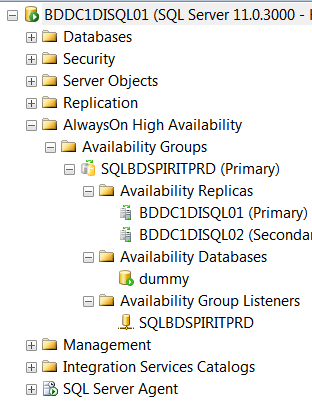 BDDC1DISQL01 (SQL Server 11.0.3000 -
Databases
Security
Server Objects
Replication
AlwaysOn High Availability
Availability Groups
SQLBDSPIRITPRD (Primary)
Availability Replicas
BDDC1DISQL01 (Primary)
BDDC1DISQL02 (Secondar
Availability Databases
dummy
Availability Group Listeners
SQLBDSPIRITPRD
Management
Integration Services Catalogs
SQL Server Agent